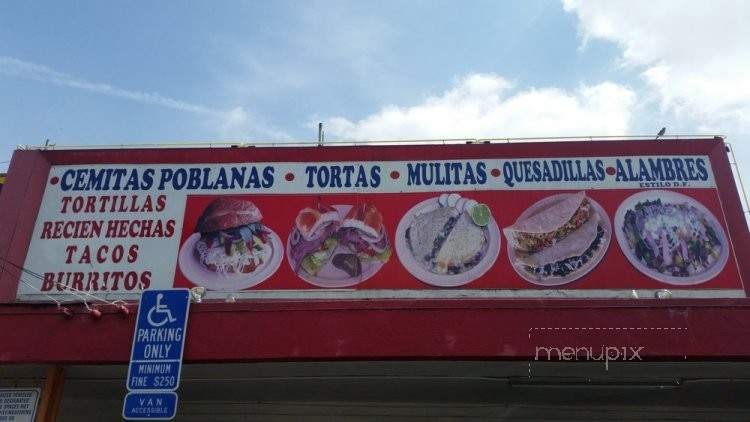 •CEMITAS POBLANAS • TORTAS • MULITAS •QUESADILLAS •ALAMBRES
ESTILO D.F.
TORTILLAS
RECIEN HECHAS
TACOS
BURRITOS
PARKING
ONLY
MINIMUM
FINE $250
VAN
ACCESSIBLE
menupix